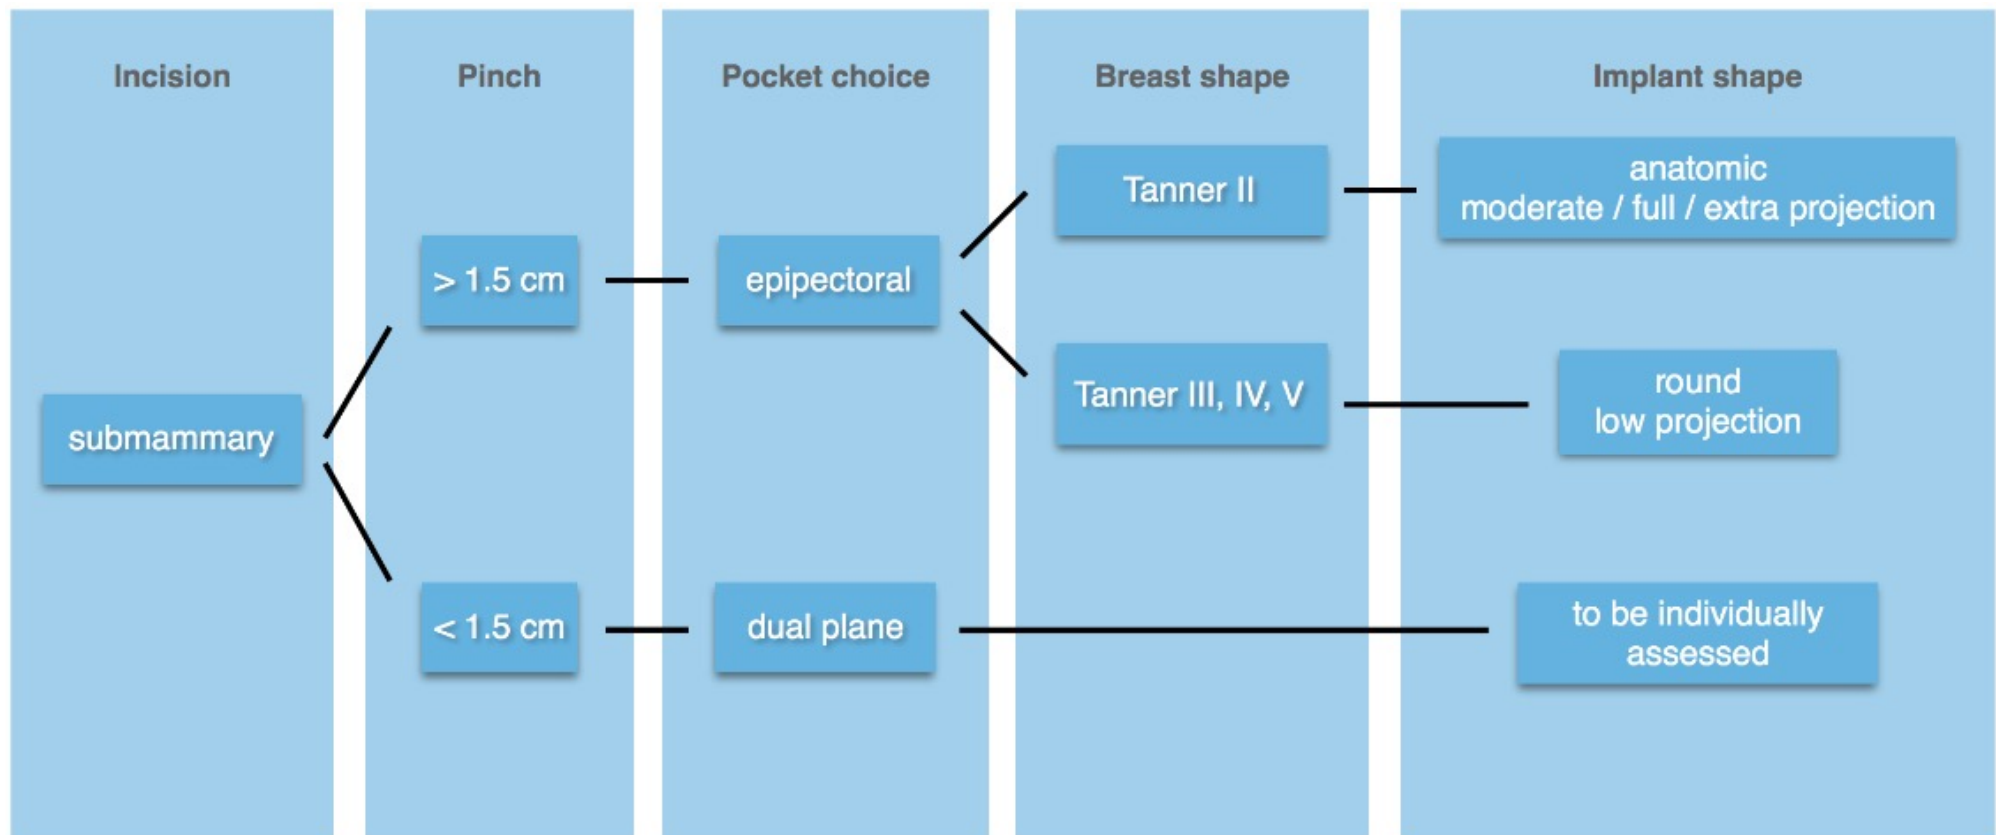 Incision
Pinch
Pocket choice
Breast shape
Implant shape
submammary
> 1.5 cm
epipectoral
Tanner II
anatomic
moderate / full / extra projection
Tanner III, IV, V
round
low projection
< 1.5 cm
dual plane
to be individually
assessed